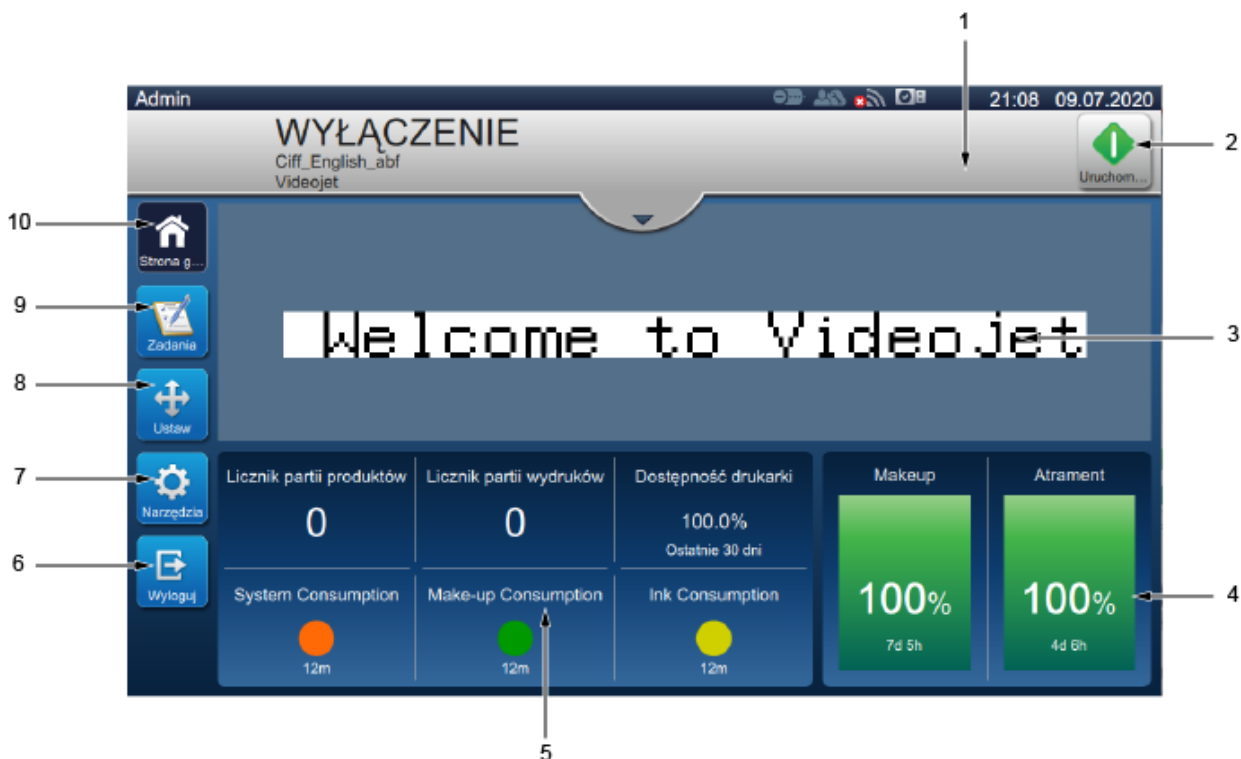 1
Admin 21:08 09.07.2020
WYŁĄCZENIE
Ciff_English_abf
Videojet
Uruchom...
2
10
Strona g...
9
Zadania
Welcome to Videojet
3
8
Ustaw
7
Narzędzia
Licznik partii produktów Licznik partii wydruków Dostępność drukarki Makeup Atrament
0 0 100.0%
Ostatnie 30 dni
6
Wyloguj
System Consumption Make-up Consumption Ink Consumption
100% 100%
4
7d 5h 4d 6h
12m 12m 12m
5